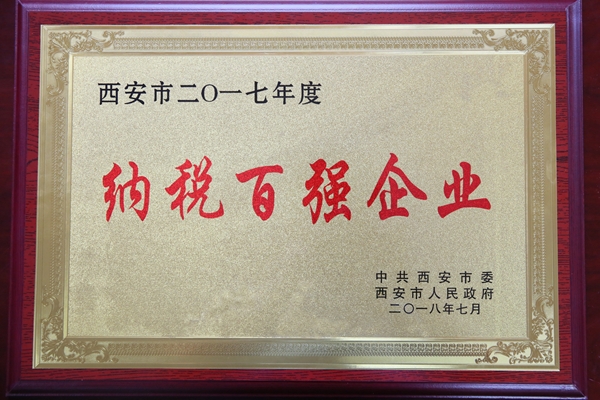 西安市二〇一七年度
纳税百强企业
中共西安市委
西安市人民政府
二〇一八年七月